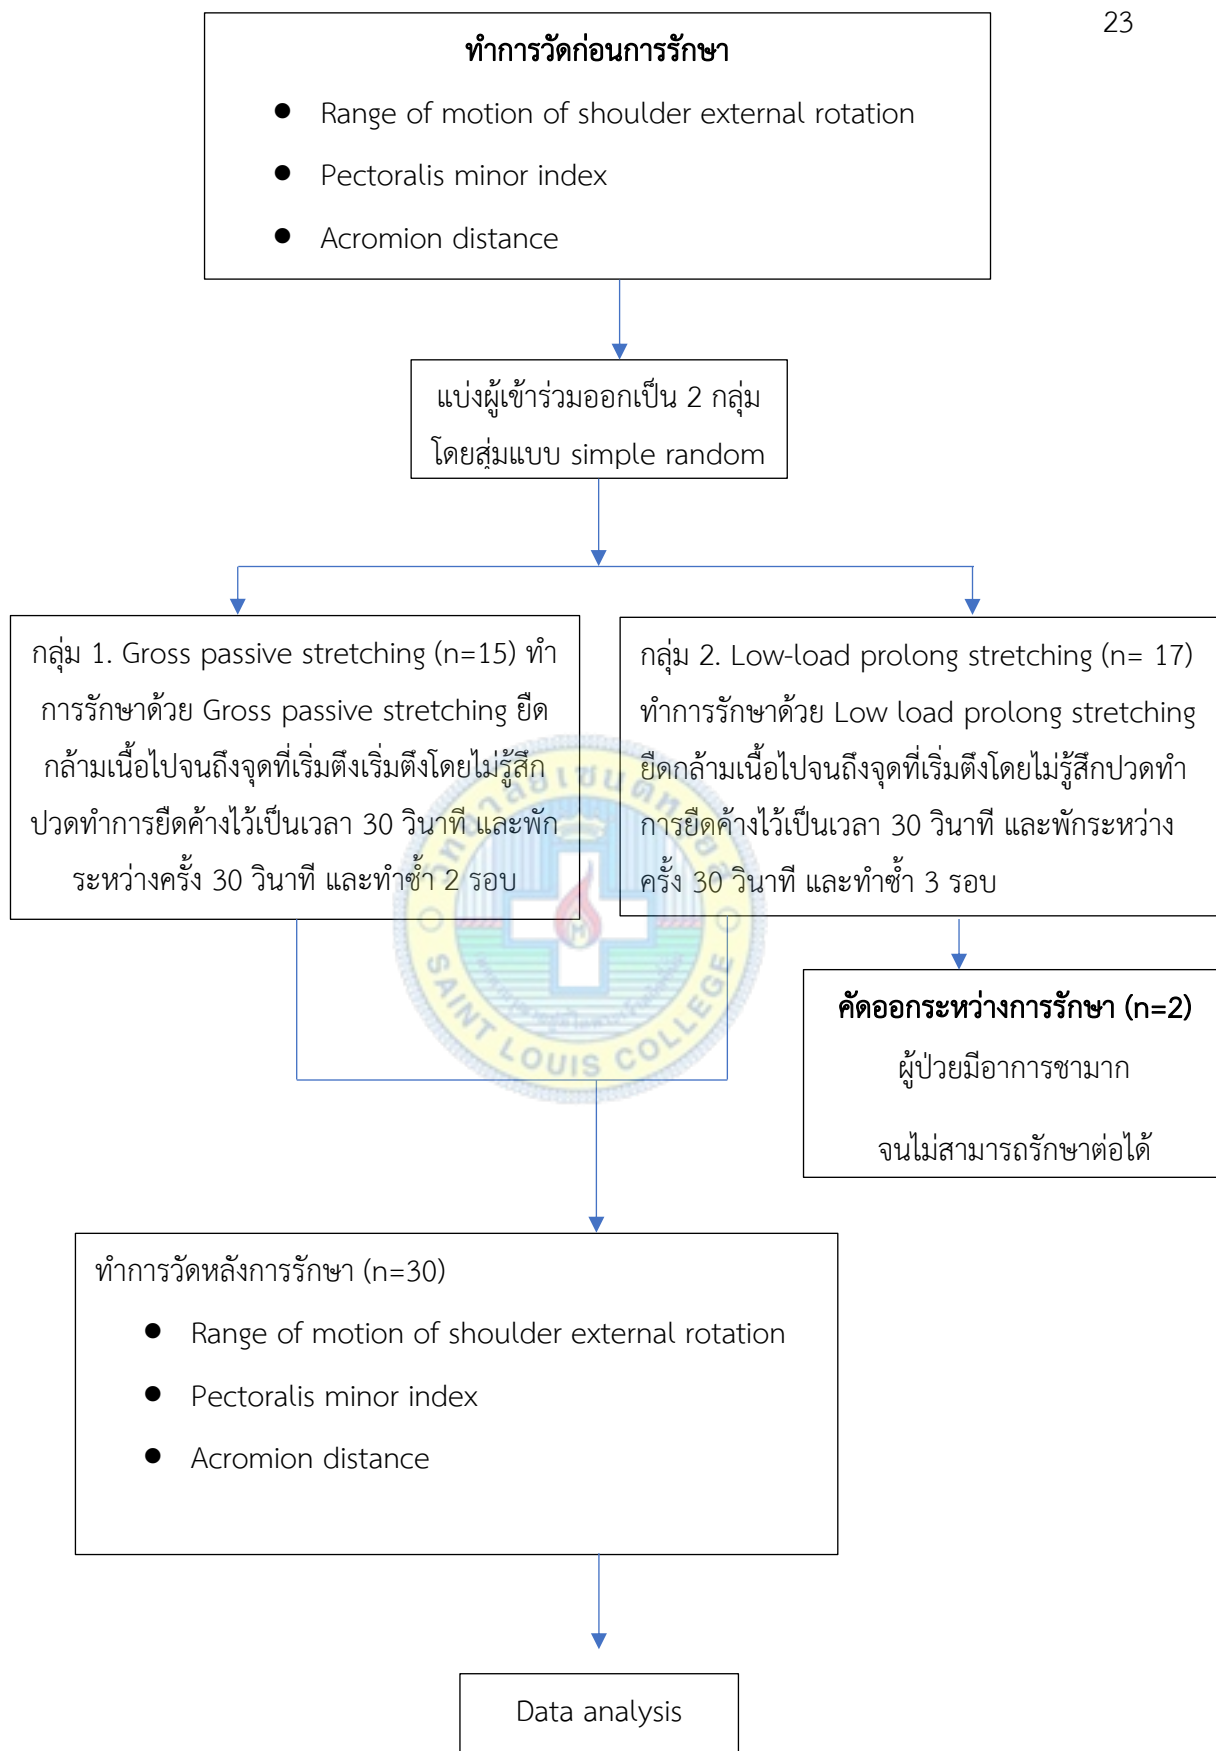 23
ทำการวัดก่อนการรักษา
● Range of motion of shoulder external rotation
● Pectoralis minor index
● Acromion distance
แบ่งผู้เข้าร่วมออกเป็น 2 กลุ่ม
โดยสุ่มแบบ simple random
กลุ่ม 1. Gross passive stretching (n=15) ทำ
การรักษาด้วย Gross passive stretching ยืด
กล้ามเนื้อไปจนถึงจุดที่เริ่มตึงเริ่มตึงโดยไม่รู้สึก
ปวดทำการยืดค้างไว้เป็นเวลา 30 วินาที และพัก
ระหว่างครั้ง 30 วินาที และทำซ้ำ 2 รอบ
กลุ่ม 2. Low-load prolong stretching (n= 17)
ทำการรักษาด้วย Low load prolong stretching
ยืดกล้ามเนื้อไปจนถึงจุดที่เริ่มตึงโดยไม่รู้สึกปวดทำ
การยืดค้างไว้เป็นเวลา 30 วินาที และพักระหว่าง
ครั้ง 30 วินาที และทำซ้ำ 3 รอบ
วิทยาลัยเซนต์หลุยส์
SAINT LOUIS COLLEGE
คัดออกระหว่างการรักษา (n=2)
ผู้ป่วยมีอาการชามาก
จนไม่สามารถรักษาต่อได้
ทำการวัดหลังการรักษา (n=30)
● Range of motion of shoulder external rotation
● Pectoralis minor index
● Acromion distance
Data analysis